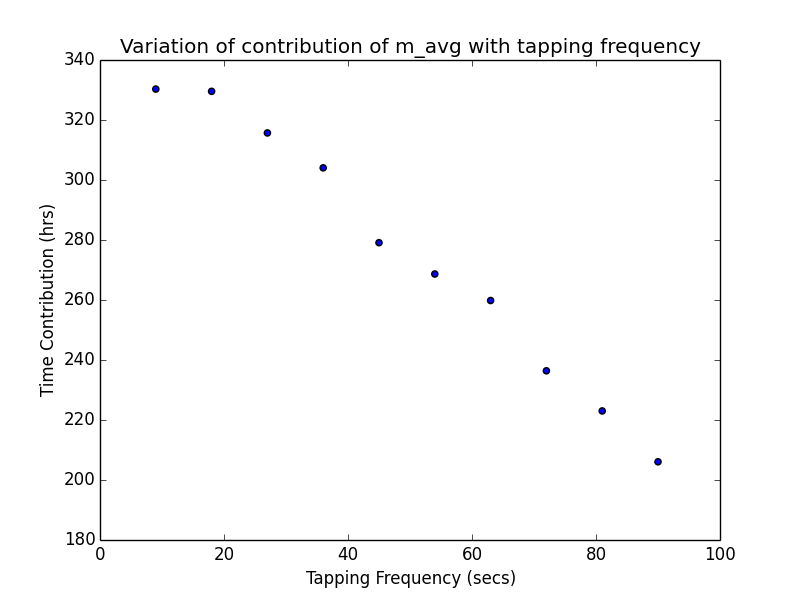 Variation of contribution of m_avg with tapping frequency
340
320
300
280
260
240
220
200
180
Time Contribution (hrs)
0 20 40 60 80 100
Tapping Frequency (secs)